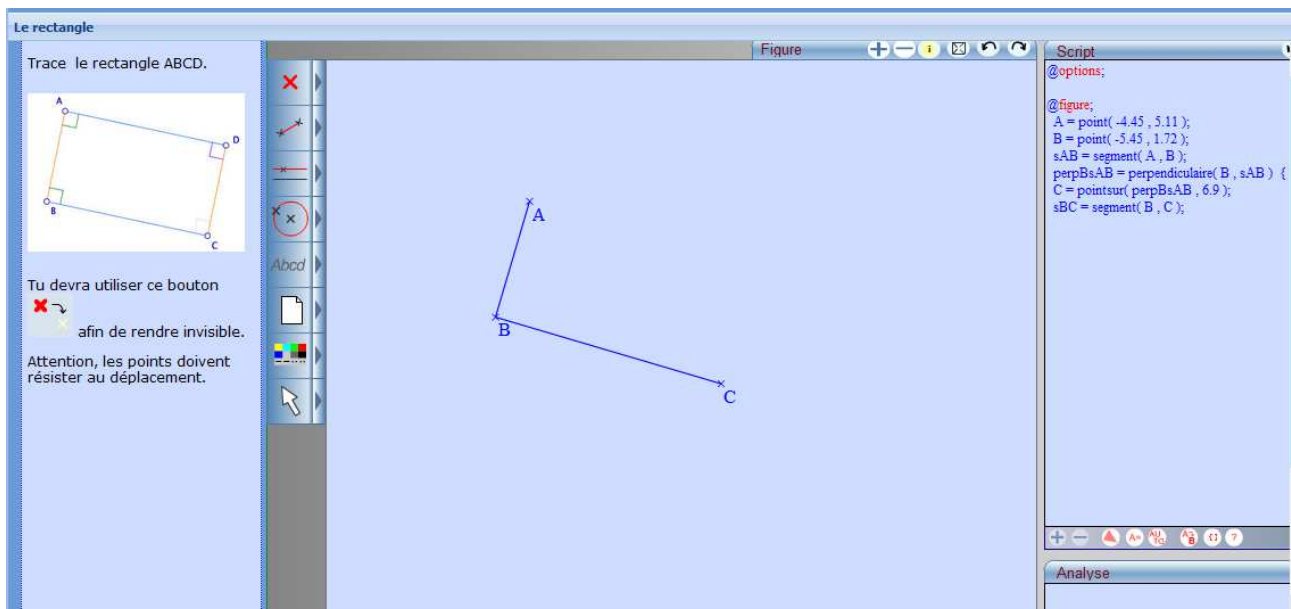 Le rectangle
Trace le rectangle ABCD.
A
D
B
C
Tu devra utiliser ce bouton
afin de rendre invisible.
Attention, les points doivent
résister au déplacement.
Abcd
Figure
A
B
C
Script
@options;
@figure;
A = point( -4.45 , 5.11 );
B = point( -5.45 , 1.72 );
sAB = segment( A , B );
perpBsAB = perpendiculaire( B , sAB ) {
C = pointsur( perpBsAB , 6.9 );
sBC = segment( B , C );
Analyse